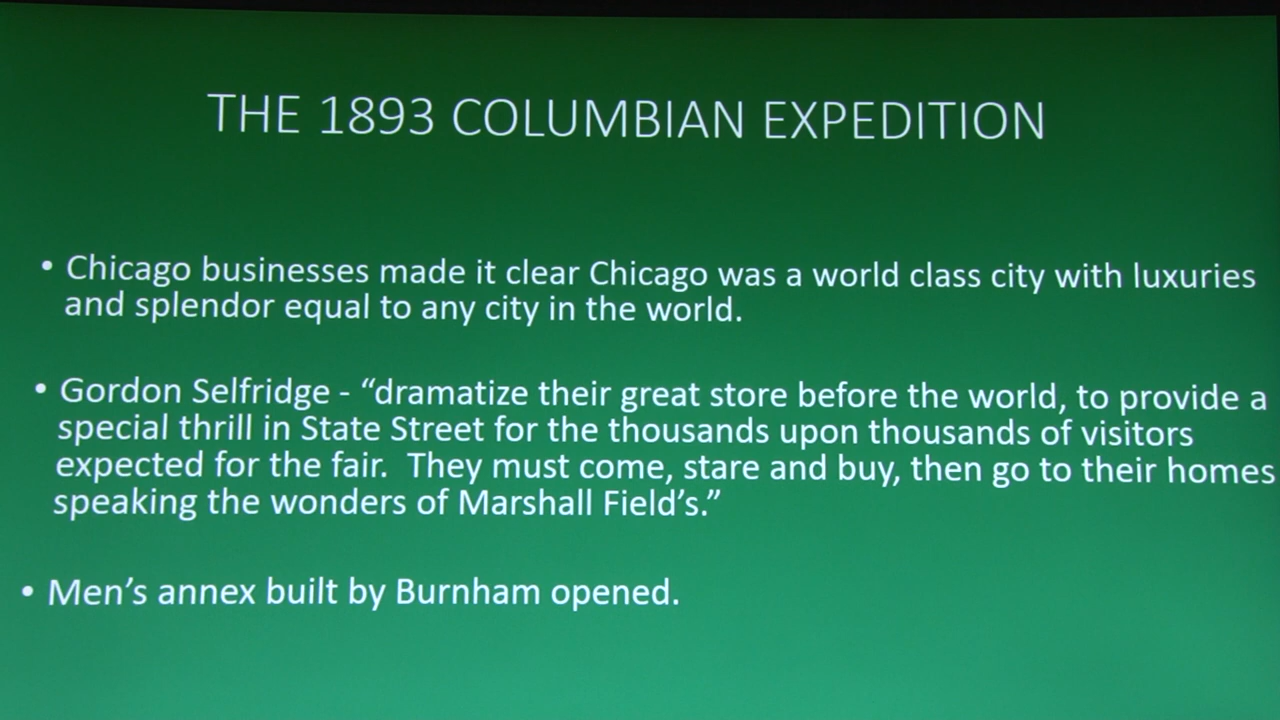 THE 1893 COLUMBIAN EXPEDITION
• Chicago businesses made it clear Chicago was a world class city with luxuries
and splendor equal to any city in the world.
• Gordon Selfridge - “dramatize their great store before the world, to provide a
special thrill in State Street for the thousands upon thousands of visitors
expected for the fair.  They must come, stare and buy, then go to their homes
speaking the wonders of Marshall Field’s.”
• Men’s annex built by Burnham opened.